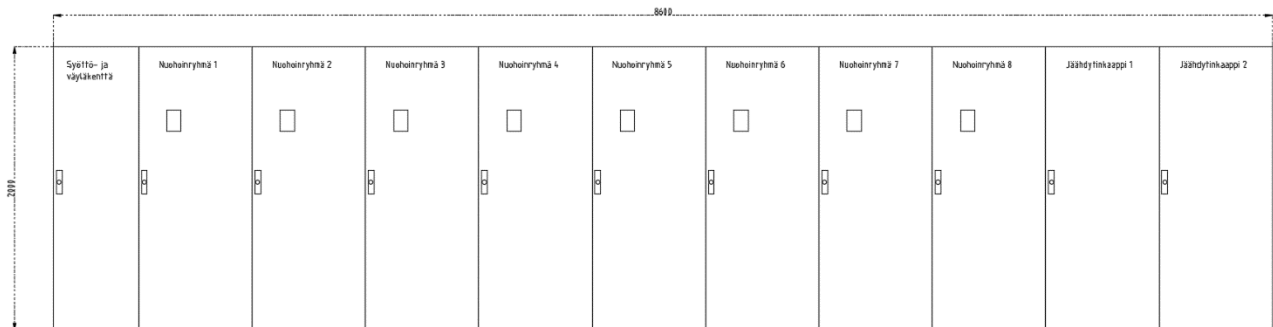 8600
Syöttö- ja
väyläkenttä
Nuohoinryhmä 1
Nuohoinryhmä 2
Nuohoinryhmä 3
Nuohoinryhmä 4
Nuohoinryhmä 5
Nuohoinryhmä 6
Nuohoinryhmä 7
Nuohoinryhmä 8
Jäähdytinkaappi 1
Jäähdytinkaappi 2
2000